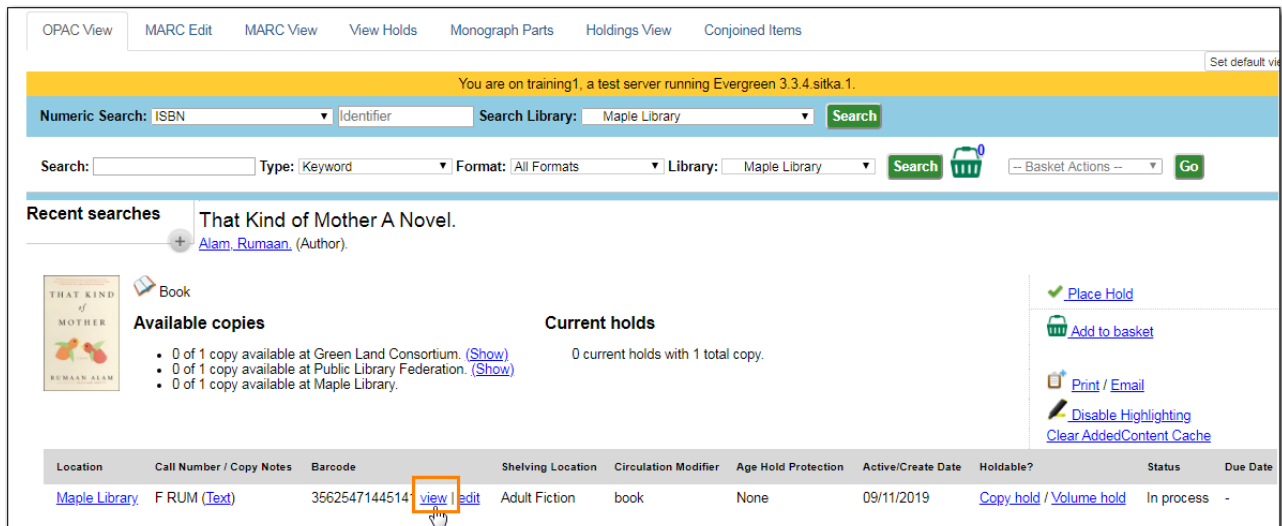 OPAC View MARC Edit MARC View View Holds Monograph Parts Holdings View Conjoined Items
Set default vie
You are on training1, a test server running Evergreen 3.3.4.sitka.1.
Numeric Search: ISBN Identifier Search Library: Maple Library Search
0
Search: Type: Keyword Format: All Formats Library: Maple Library Search -- Basket Actions -- Go
Recent searches
+
That Kind of Mother A Novel.
Alam, Rumaan. (Author).
THAT KIND
of
MOTHER
RUMAAN ALAM
Book
Available copies
0 of 1 copy available at Green Land Consortium. (Show)
0 of 1 copy available at Public Library Federation. (Show)
0 of 1 copy available at Maple Library.
Current holds
0 current holds with 1 total copy.
Place Hold
Add to basket
Print / Email
Disable Highlighting
Clear AddedContent Cache
Location Call Number / Copy Notes Barcode Shelving Location Circulation Modifier Age Hold Protection Active/Create Date Holdable? Status Due Date
Maple Library F RUM (Text) 35625471445141 view | edit Adult Fiction book None 09/11/2019 Copy hold / Volume hold In process -